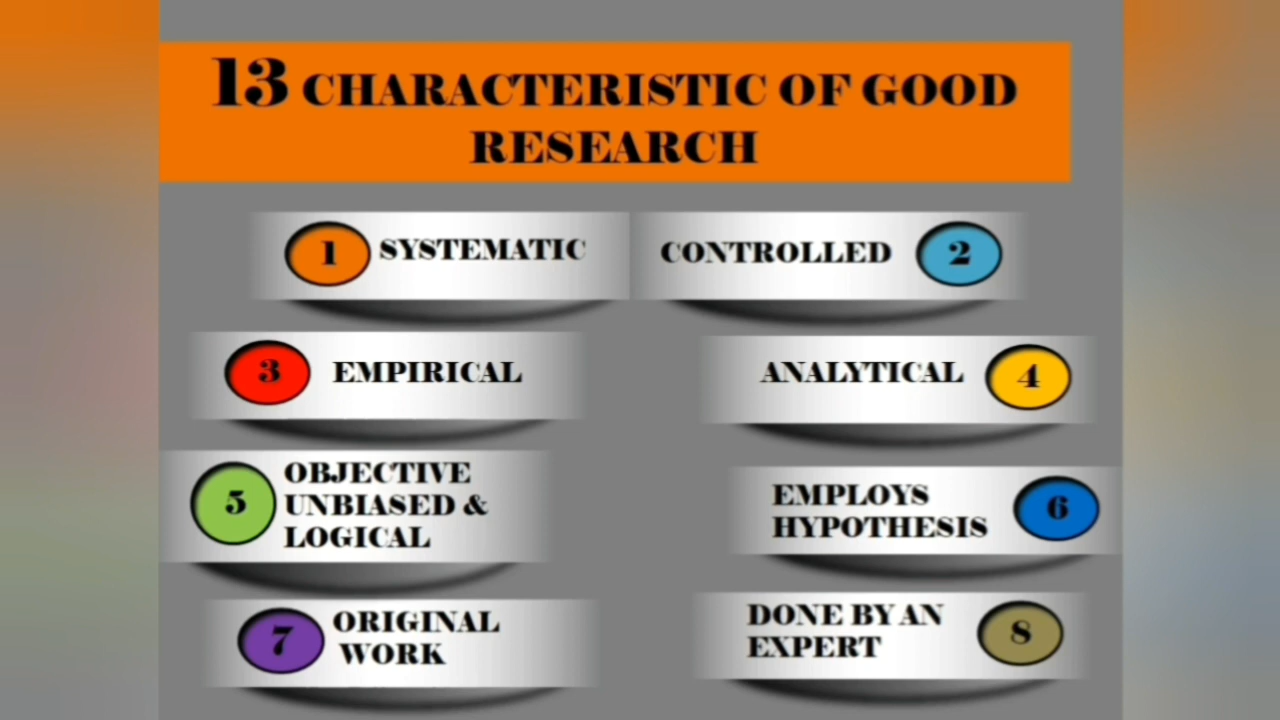 13 CHARACTERISTIC OF GOOD
RESEARCH
1 SYSTEMATIC
CONTROLLED 2
3 EMPIRICAL
ANALYTICAL 4
5 OBJECTIVE
UNBIASED &
LOGICAL
EMPLOYS
HYPOTHESIS 6
7 ORIGINAL
WORK
DONE BY AN
EXPERT 8